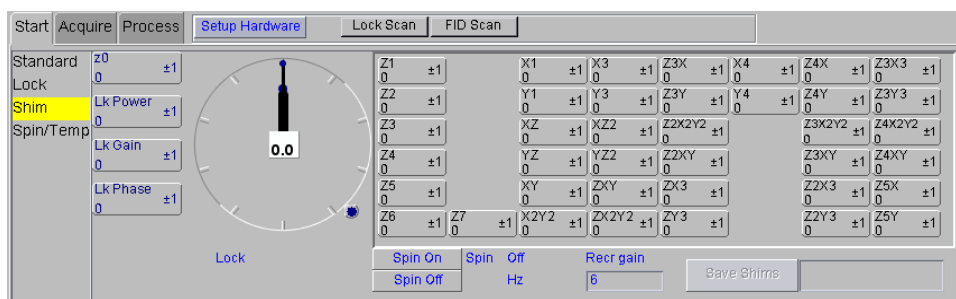 Start Acquire Process Setup Hardware Lock Scan FID Scan
Standard
Lock
Shim
Spin/Temp
z0 ±1
0
Lk Power ±1
0
Lk Gain ±1
0
Lk Phase ±1
0
0.0
Lock
Z1 ±1 X1 ±1 X3 ±1 Z3X ±1 X4 ±1 Z4X ±1 Z3X3 ±1
0 0 0 0 0 0 0
Z2 ±1 Y1 ±1 Y3 ±1 Z3Y ±1 Y4 ±1 Z4Y ±1 Z3Y3 ±1
0 0 0 0 0 0 0
Z3 ±1 XZ ±1 XZ2 ±1 Z2X2Y2 ±1 Z3X2Y2 ±1 Z4X2Y2 ±1
0 0 0 0 0 0
Z4 ±1 YZ ±1 YZ2 ±1 Z2XY ±1 Z3XY ±1 Z4XY ±1
0 0 0 0 0 0
Z5 ±1 XY ±1 ZXY ±1 ZX3 ±1 Z2X3 ±1 Z5X ±1
0 0 0 0 0 0
Z6 ±1 Z7 ±1 X2Y2 ±1 ZX2Y2 ±1 ZY3 ±1 Z2Y3 ±1 Z5Y ±1
0 0 0 0 0 0 0
Spin On Spin Off Recr gain
Spin Off Hz 6 Save Shims